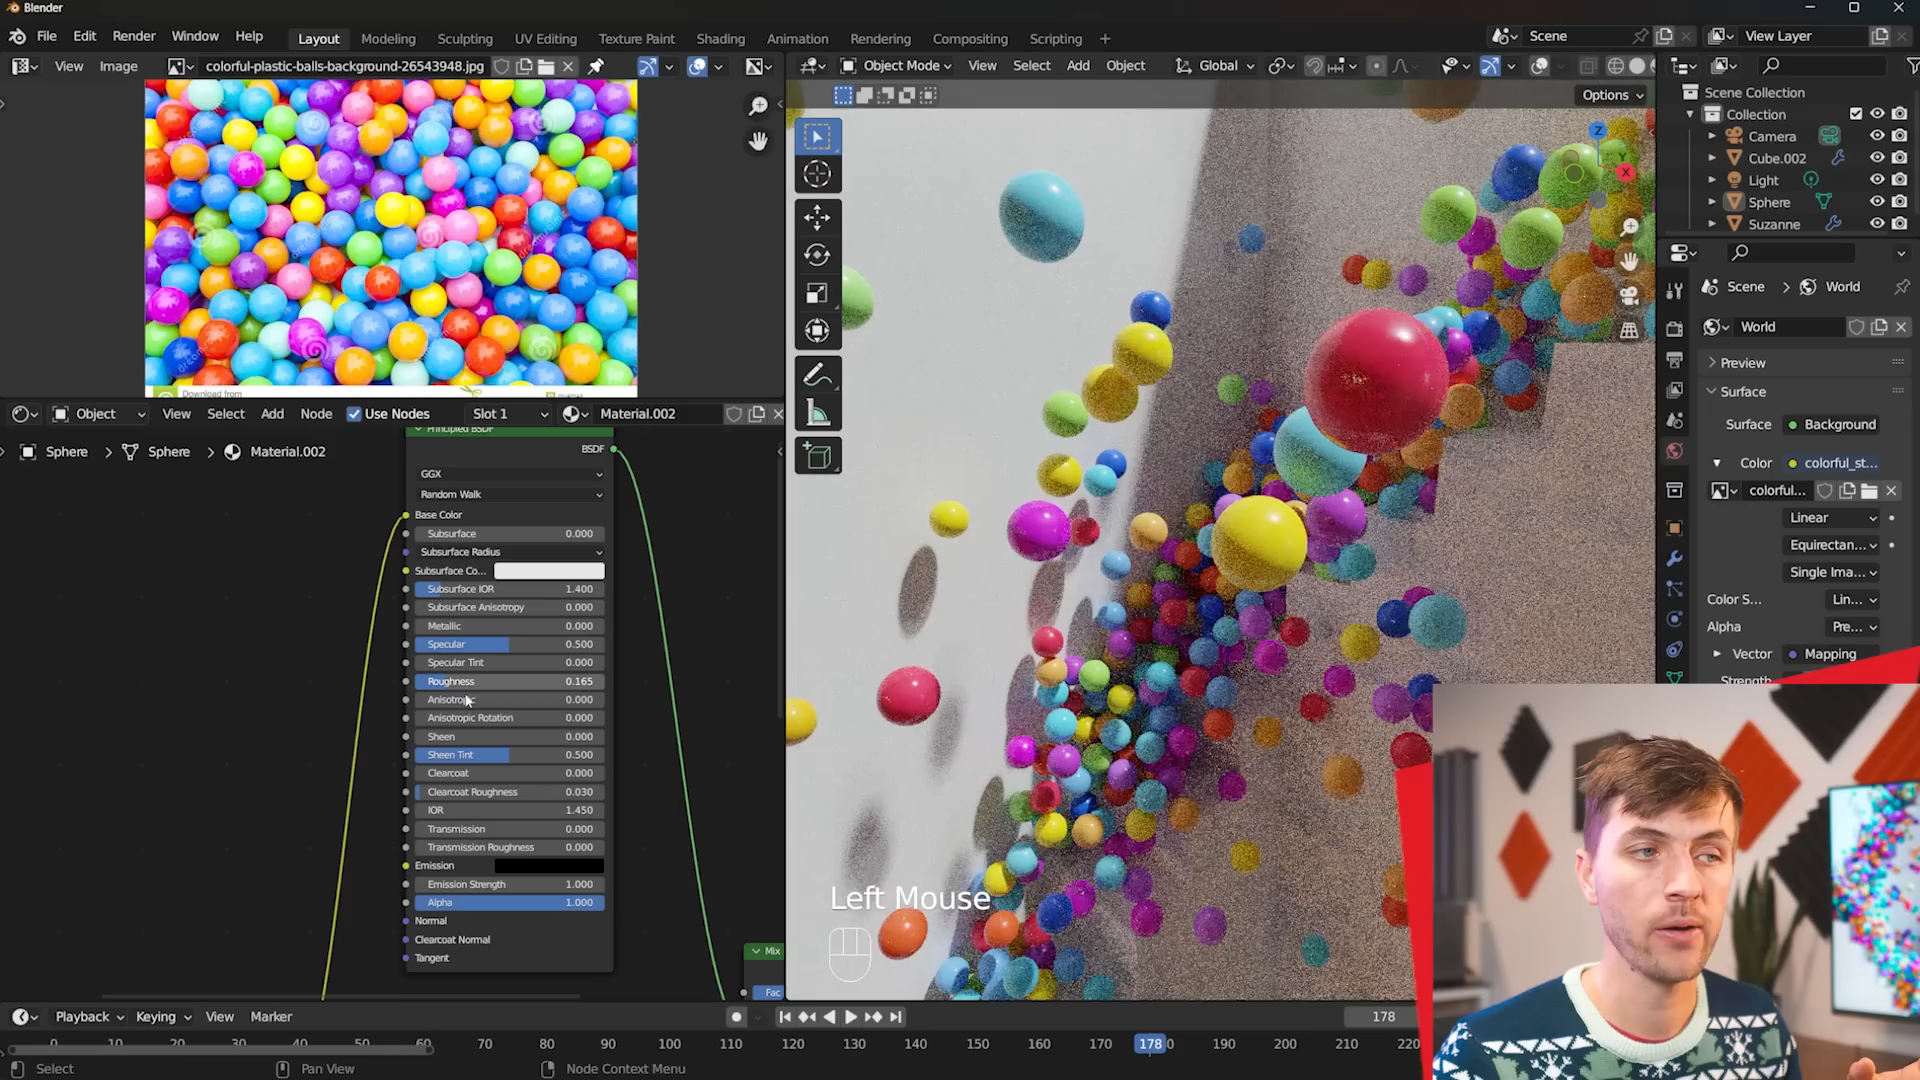 Blender
File Edit Render Window Help Layout Modeling Sculpting UV Editing Texture Paint Shading Animation Rendering Compositing Scripting + Scene View Layer
View Image colorful-plastic-balls-background-26543948.jpg Object Mode View Select Add Object Global
Options
Scene Collection
Collection
Camera
Cube.002
Light
Sphere
Suzanne
Scene > World
World
Preview
Surface
Surface Background
Color colorful_st...
colorful...
Linear
Equirectan...
Single Ima...
Color S... Lin...
Alpha Pre...
Vector Mapping
Strength
Z
Y
X
Download from
Object View Select Add Node Use Nodes Slot 1 Material.002
Sphere > Sphere > Material.002
Principled BSDF
BSDF
GGX
Random Walk
Base Color
Subsurface 0.000
Subsurface Radius
Subsurface Co...
Subsurface IOR 1.400
Subsurface Anisotropy 0.000
Metallic 0.000
Specular 0.500
Specular Tint 0.000
Roughness 0.165
Anisotropic 0.000
Anisotropic Rotation 0.000
Sheen 0.000
Sheen Tint 0.500
Clearcoat 0.000
Clearcoat Roughness 0.030
IOR 1.450
Transmission 0.000
Transmission Roughness 0.000
Emission
Emission Strength 1.000
Alpha 1.000
Normal
Clearcoat Normal
Tangent
Mix
Fac
Left Mouse
Playback Keying View Marker 178
0 10 20 30 40 50 60 70 80 90 100 110 120 130 140 150 160 170 178 190 200 210 220
Select Pan View Node Context Menu